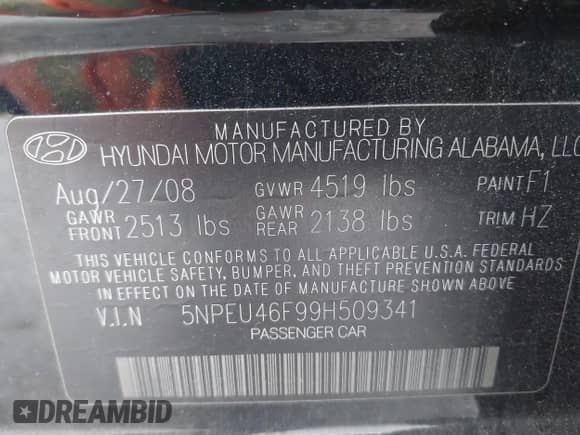 MANUFACTURED BY
HYUNDAI MOTOR MANUFACTURING ALABAMA, LLC
Aug/27/08 GVWR 4519 lbs PAINT F1
GAWR FRONT 2513 lbs GAWR REAR 2138 lbs TRIM HZ
THIS VEHICLE CONFORMS TO ALL APPLICABLE U.S.A. FEDERAL
MOTOR VEHICLE SAFETY, BUMPER, AND THEFT PREVENTION STANDARDS
IN EFFECT ON THE DATE OF MANUFACTURE SHOWN ABOVE.
V.I.N 5NPEU46F99H509341
PASSENGER CAR
DREAMBID